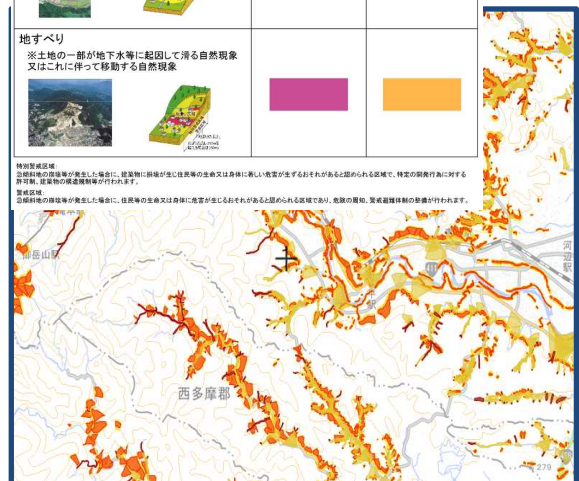 地すべり
※土地の一部が地下水等に起因して滑る自然現象
又はこれに伴って移動する自然現象
特別警戒区域：
急傾斜地の崩壊等が発生した場合に、建築物に損壊が生じ住民等の生命又は身体に著しい危害が生ずるおそれがあると認められる区域で、特定の開発行為に対する
許可制、建築物の構造規制等が行われます。
警戒区域：
急傾斜地の崩壊等が発生した場合に、住民等の生命又は身体に危害が生じるおそれがあると認められる区域であり、危険の周知、警戒避難体制の整備が行われます。
御岳山駅
河辺駅
西多摩郡
279